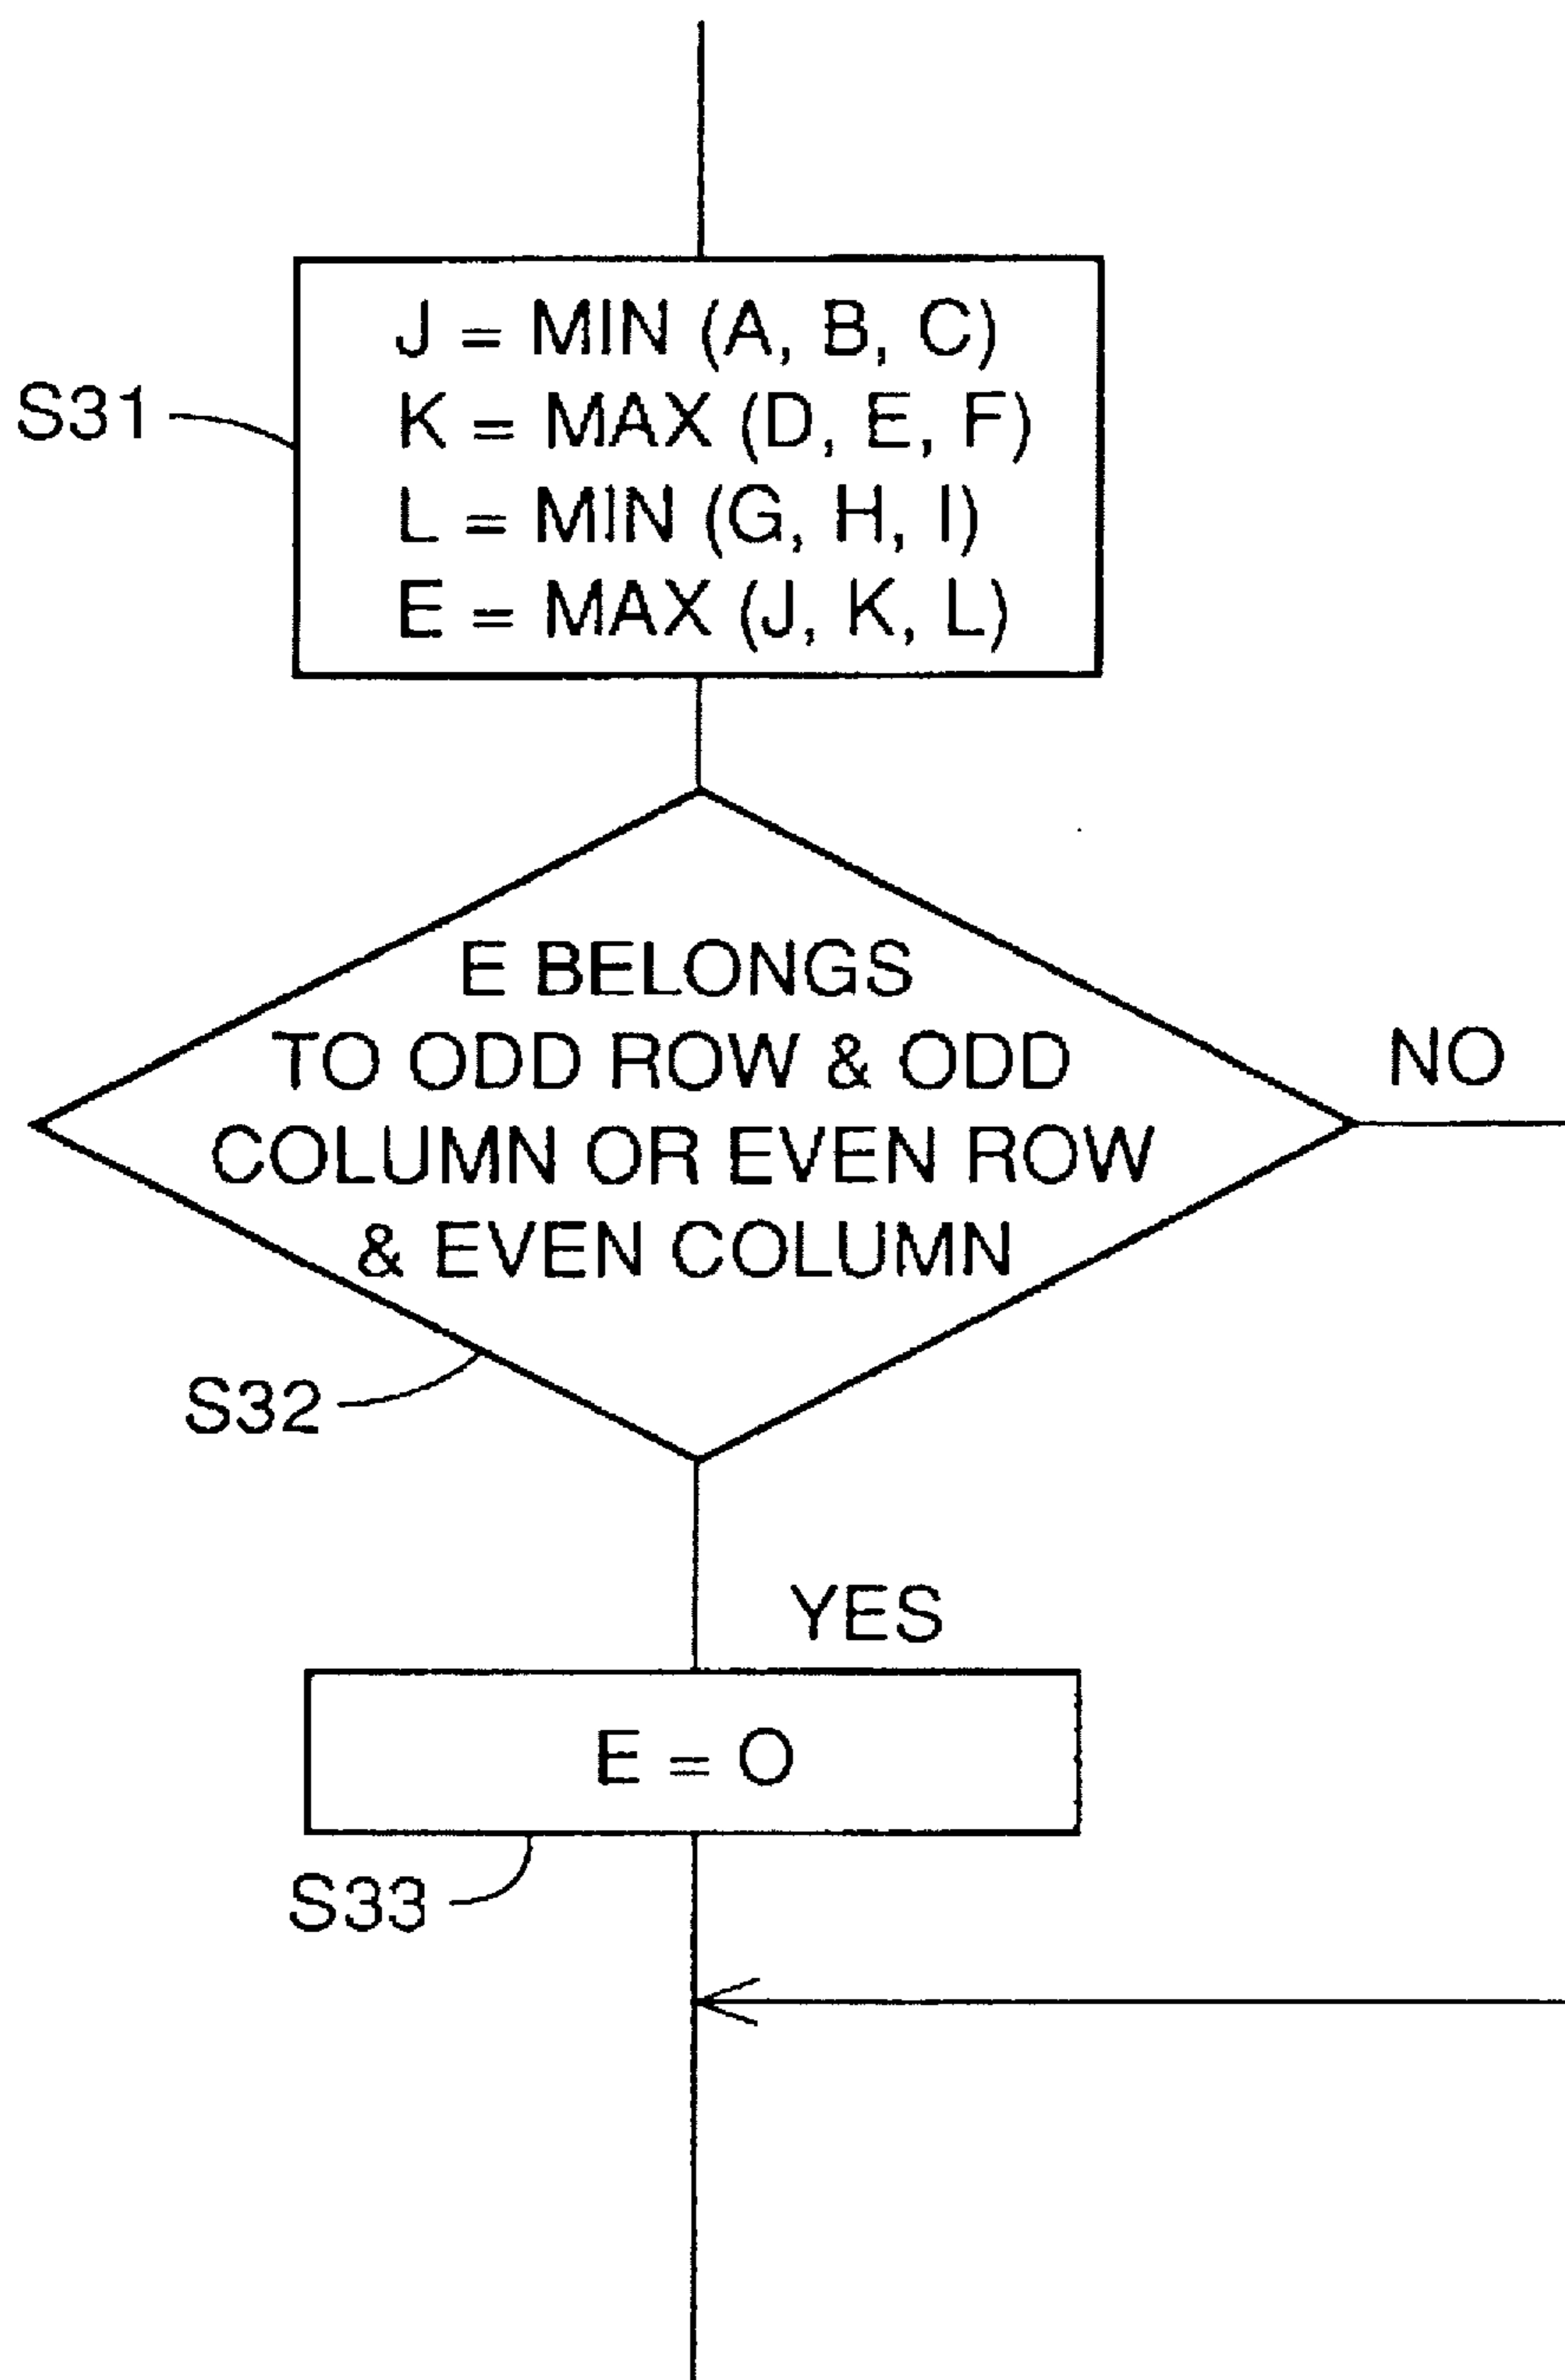 J = MIN (A, B, C)
K = MAX (D, E, F)
L = MIN (G, H, I)
E = MAX (J, K, L)
S31
E BELONGS
TO ODD ROW & ODD
COLUMN OR EVEN ROW
& EVEN COLUMN
NO
S32
YES
E = O
S33